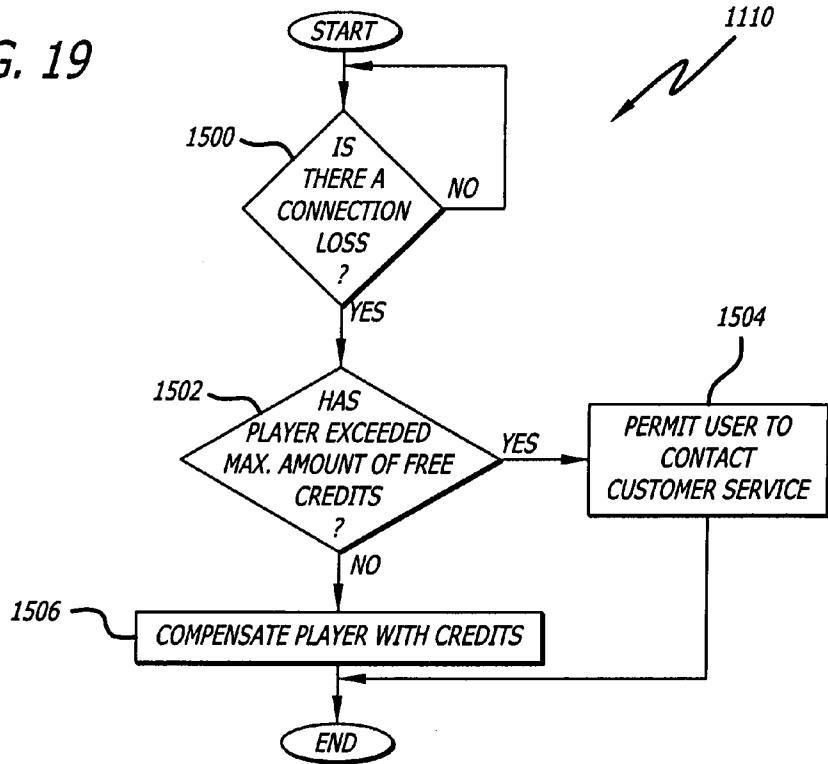 G. 19
START
1110
1500
IS
THERE A
CONNECTION
LOSS
?
NO
YES
1502
HAS
PLAYER EXCEEDED
MAX. AMOUNT OF FREE
CREDITS
?
YES
1504
PERMIT USER TO
CONTACT
CUSTOMER SERVICE
NO
1506
COMPENSATE PLAYER WITH CREDITS
END